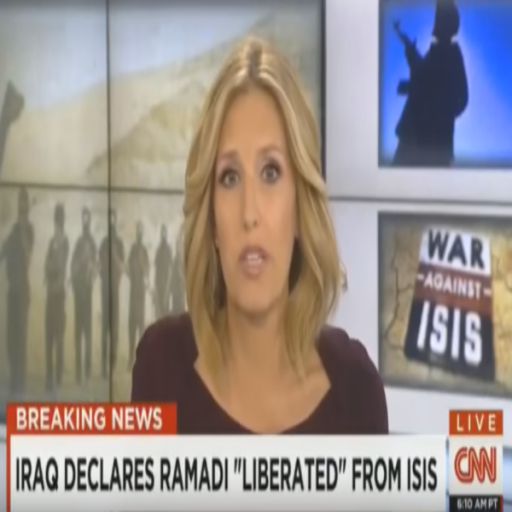 WAR
-AGAINST-
ISIS
BREAKING NEWS
LIVE
IRAQ DECLARES RAMADI "LIBERATED" FROM ISIS
CNN
6:10 AM PT